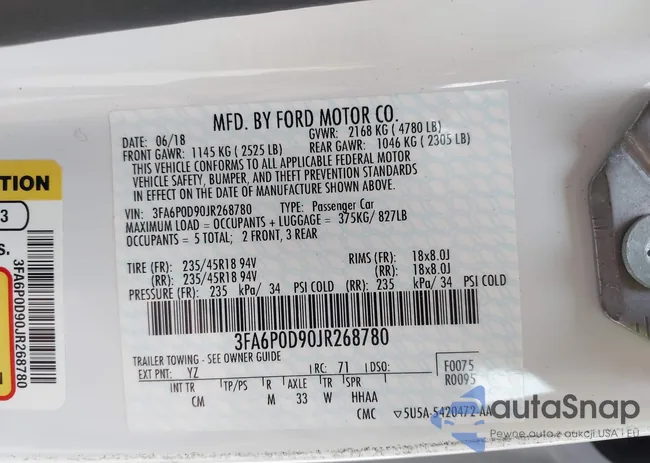 MFD. BY FORD MOTOR CO.
DATE: 06/18 GVWR: 2168 KG ( 4780 LB)
FRONT GAWR: 1145 KG ( 2525 LB) REAR GAWR: 1046 KG ( 2305 LB)
THIS VEHICLE CONFORMS TO ALL APPLICABLE FEDERAL MOTOR
VEHICLE SAFETY, BUMPER, AND THEFT PREVENTION STANDARDS
IN EFFECT ON THE DATE OF MANUFACTURE SHOWN ABOVE.
VIN: 3FA6P0D90JR268780 TYPE: Passenger Car
MAXIMUM LOAD = OCCUPANTS + LUGGAGE = 375KG/ 827LB
OCCUPANTS = 5 TOTAL; 2 FRONT, 3 REAR
TIRE (FR): 235/45R18 94V RIMS (FR): 18x8.0J
(RR): 235/45R18 94V (RR): 18x8.0J
PRESSURE (FR): 235 kPa/ 34 PSI COLD (RR): 235 kPa/ 34 PSI COLD
3FA6P0D90JR268780
TRAILER TOWING - SEE OWNER GUIDE
EXT PNT: YZ RC: 71 DSO: F0075
R0095
INT TR TP/PS R AXLE TR SPR
CM M 33 W HHAA
CMC 5U5A-5420472-AA
TION
3
s.
3FA6P0D90JR268780
autaSnap
Pewne auto z aukcji USA i EU